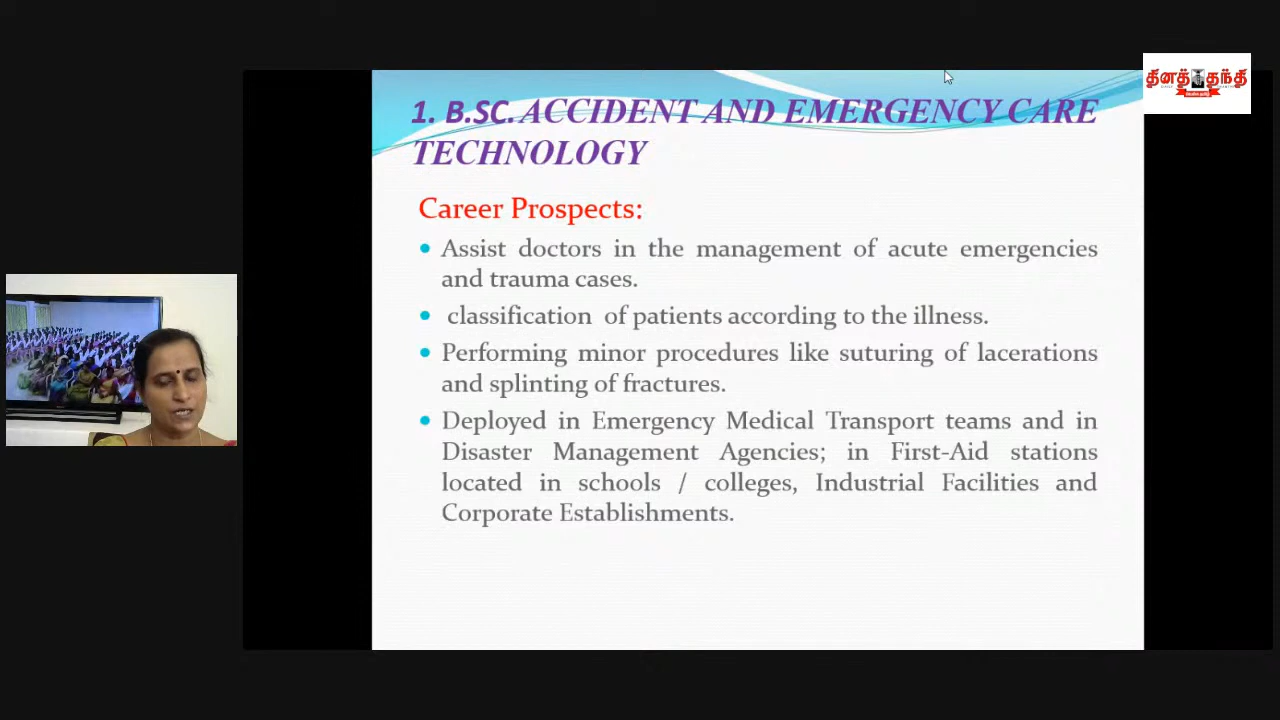 தினத்தந்தி
1. B.SC. ACCIDENT AND EMERGENCY CARE
TECHNOLOGY
Career Prospects:
• Assist doctors in the management of acute emergencies
and trauma cases.
• classification of patients according to the illness.
• Performing minor procedures like suturing of lacerations
and splinting of fractures.
• Deployed in Emergency Medical Transport teams and in
Disaster Management Agencies; in First-Aid stations
located in schools / colleges, Industrial Facilities and
Corporate Establishments.